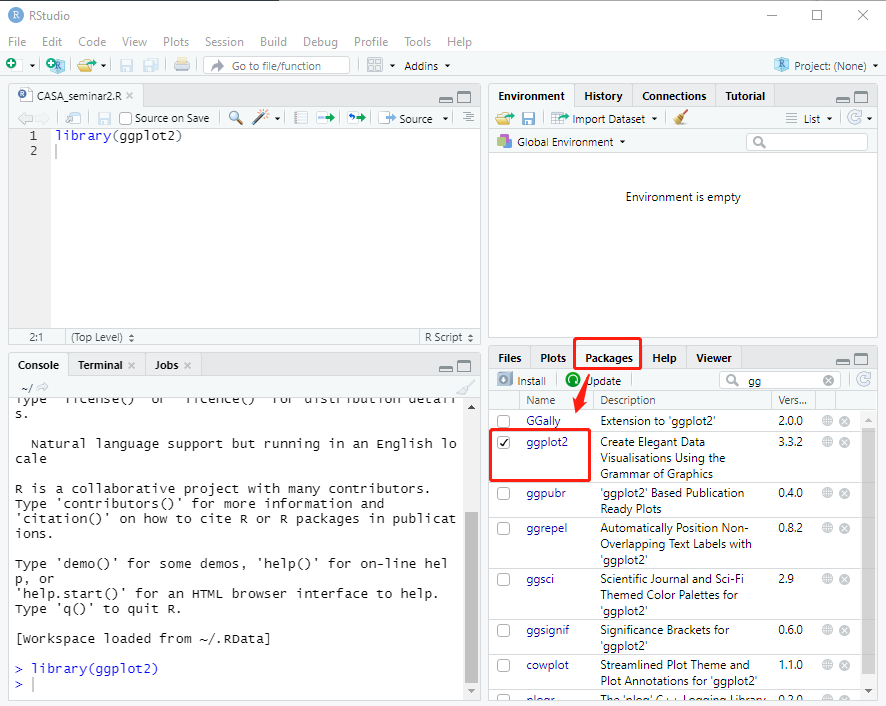 RStudio
File Edit Code View Plots Session Build Debug Profile Tools Help
Go to file/function Addins Project: (None)
CASA_seminar2.R
Source on Save Source
1 library(ggplot2)
2
2:1 (Top Level) R Script
Console Terminal Jobs
~/
Type 'license()' or 'licence()' for distribution detail
s.
Natural language support but running in an English lo
cale
R is a collaborative project with many contributors.
Type 'contributors()' for more information and
'citation()' on how to cite R or R packages in publicat
ions.
Type 'demo()' for some demos, 'help()' for on-line hel
p, or
'help.start()' for an HTML browser interface to help.
Type 'q()' to quit R.
[Workspace loaded from ~/.RData]
> library(ggplot2)
>
Environment History Connections Tutorial
Import Dataset List
Global Environment
Environment is empty
Files Plots Packages Help Viewer
Install Update gg
Name Description Vers...
GGally Extension to 'ggplot2' 2.0.0
ggplot2 Create Elegant Data 3.3.2
Visualisations Using the
Grammar of Graphics
ggpubr 'ggplot2' Based Publication 0.4.0
Ready Plots
ggrepel Automatically Position Non- 0.8.2
Overlapping Text Labels with
'ggplot2'
ggsci Scientific Journal and Sci-Fi 2.9
Themed Color Palettes for
'ggplot2'
ggsignif Significance Brackets for 0.6.0
'ggplot2'
cowplot Streamlined Plot Theme and 1.1.0
Plot Annotations for 'ggplot2'
The 'plog' C++ Logging Library 0.2.0